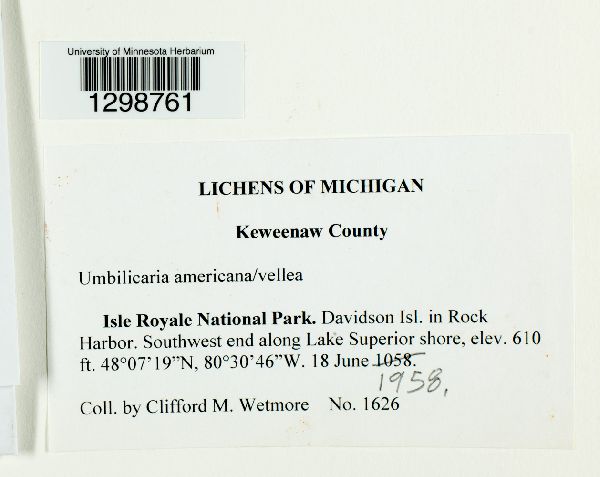 University of Minnesota Herbarium
1298761
LICHENS OF MICHIGAN
Keweenaw County
Umbilicaria americana/vellea
Isle Royale National Park. Davidson Isl. in Rock
Harbor. Southwest end along Lake Superior shore, elev. 610
ft. 48°07'19"N, 80°30'46"W. 18 June 1058.
1958.
Coll. by Clifford M. Wetmore No. 1626